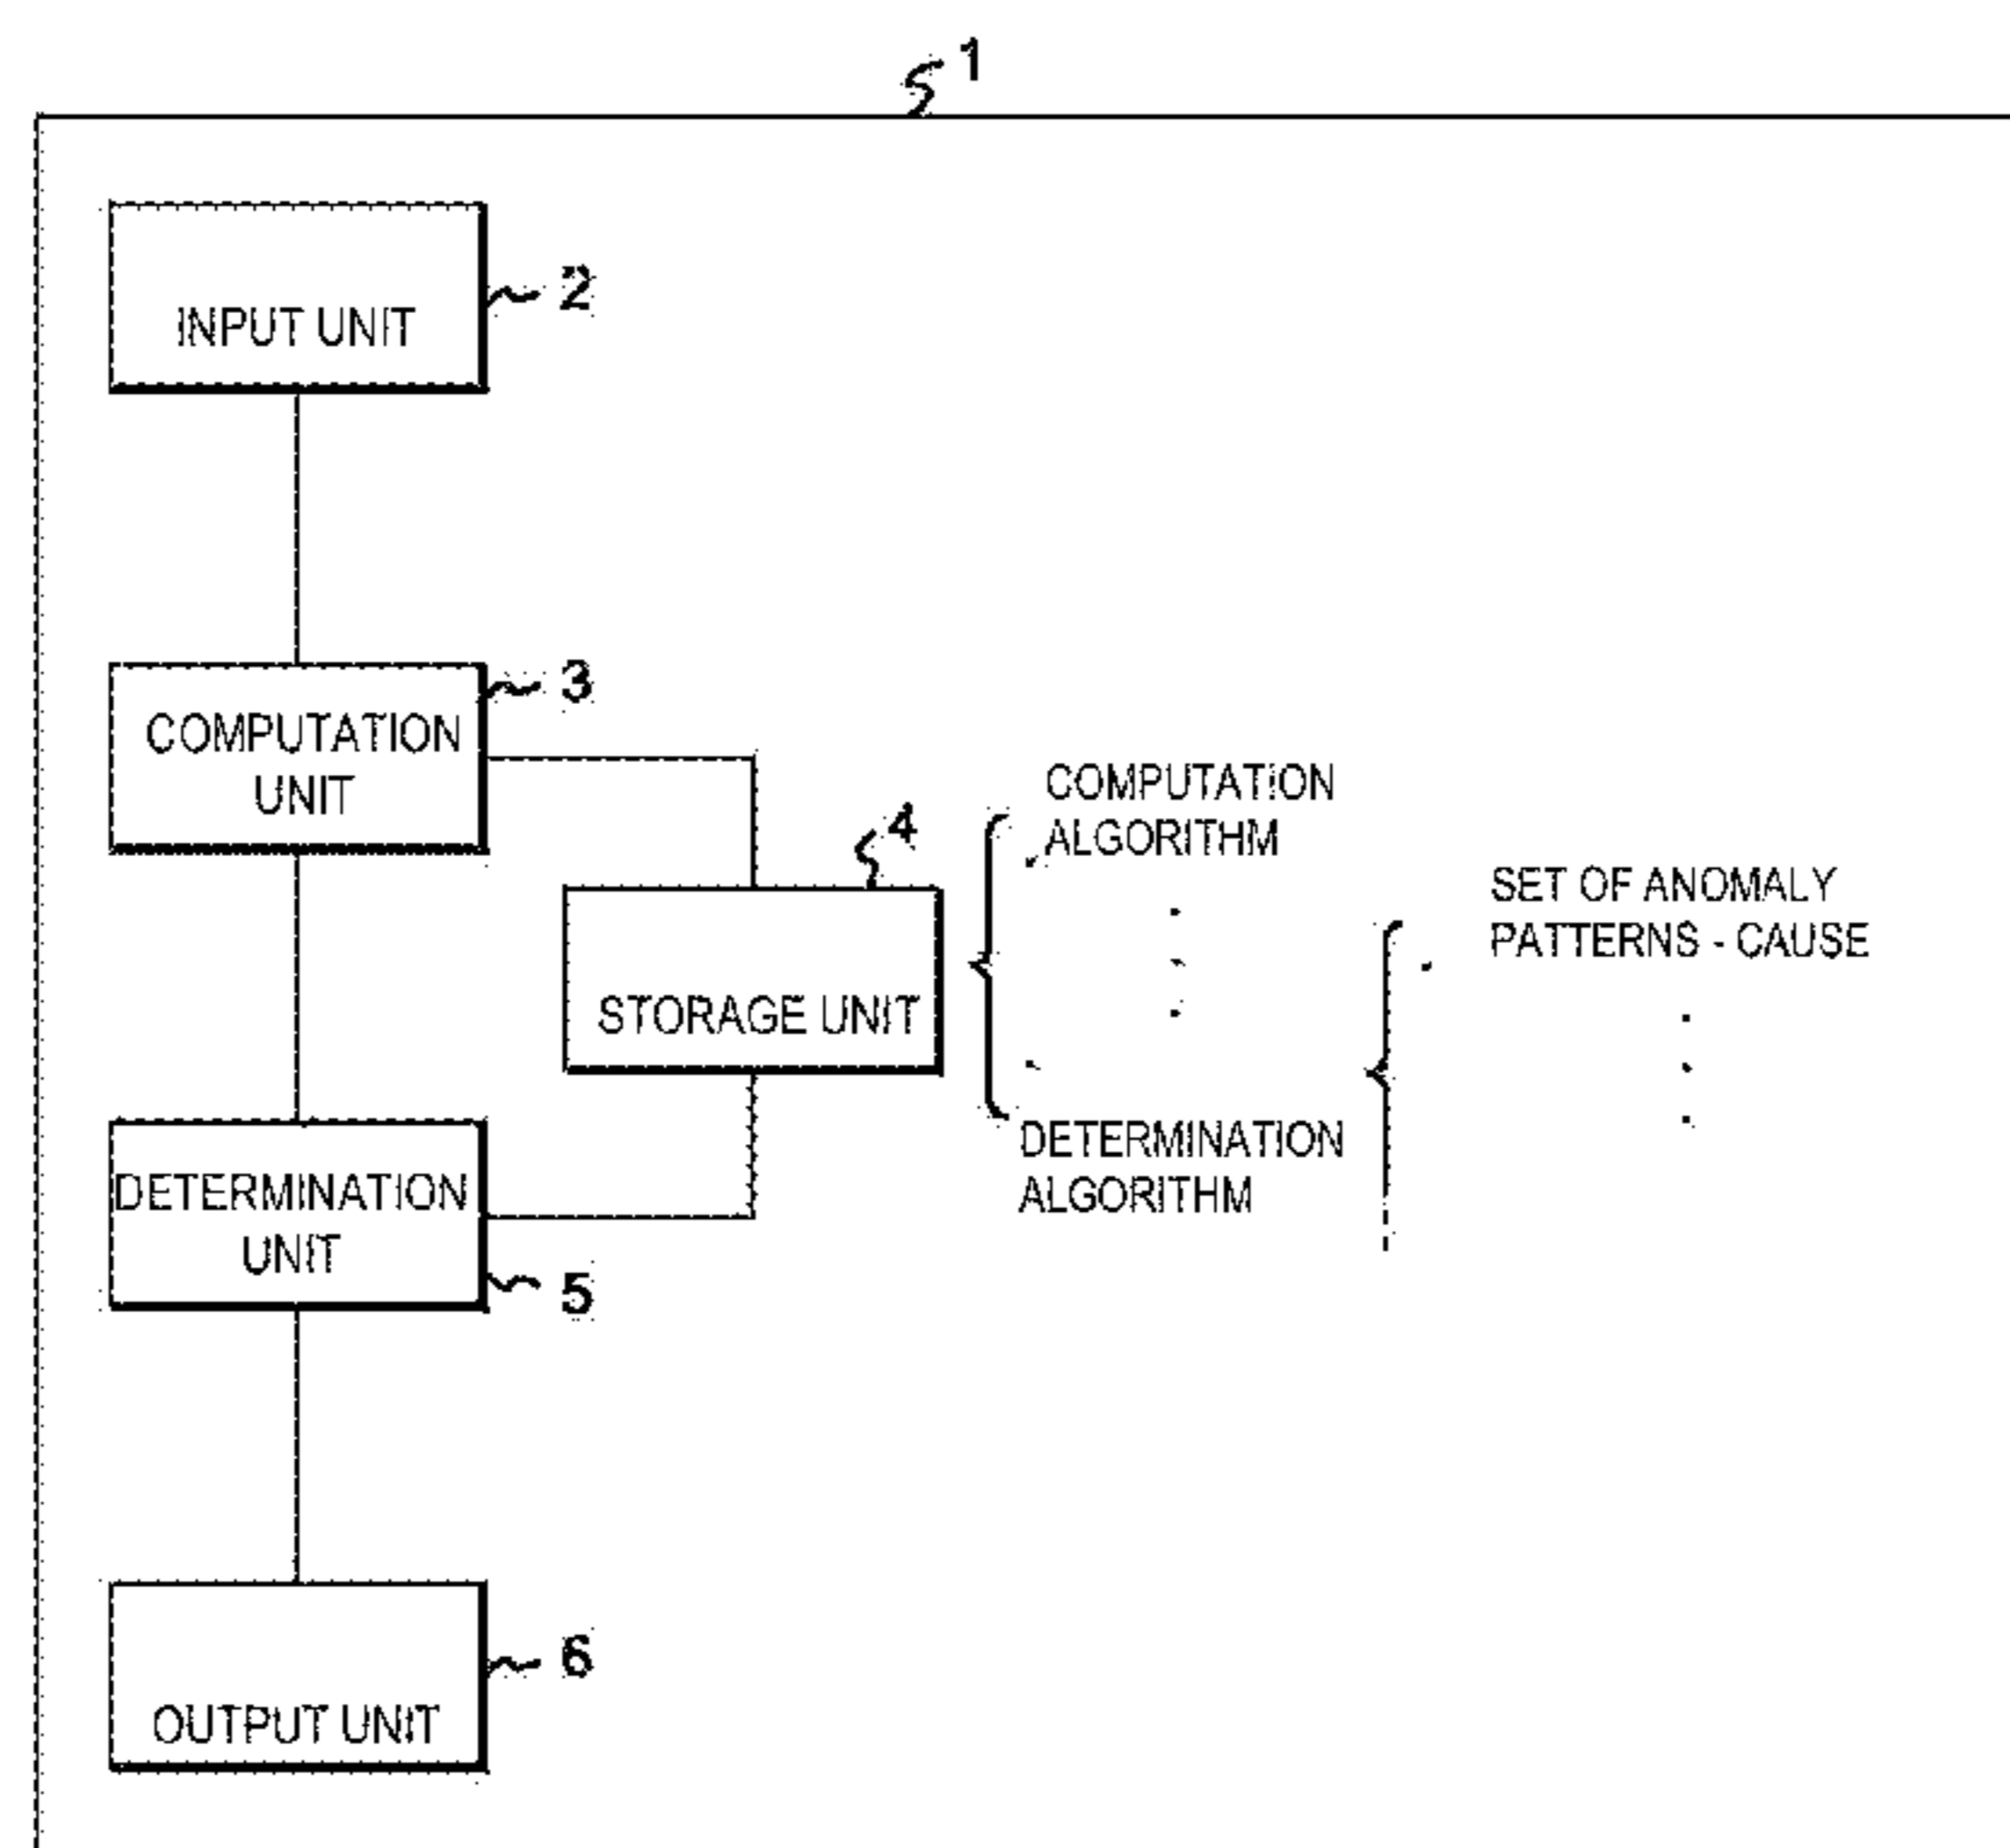 1
INPUT UNIT
2
COMPUTATION
UNIT
3
STORAGE UNIT
4
COMPUTATION
ALGORITHM
DETERMINATION
ALGORITHM
SET OF ANOMALY
PATTERNS - CAUSE
DETERMINATION
UNIT
5
OUTPUT UNIT
6